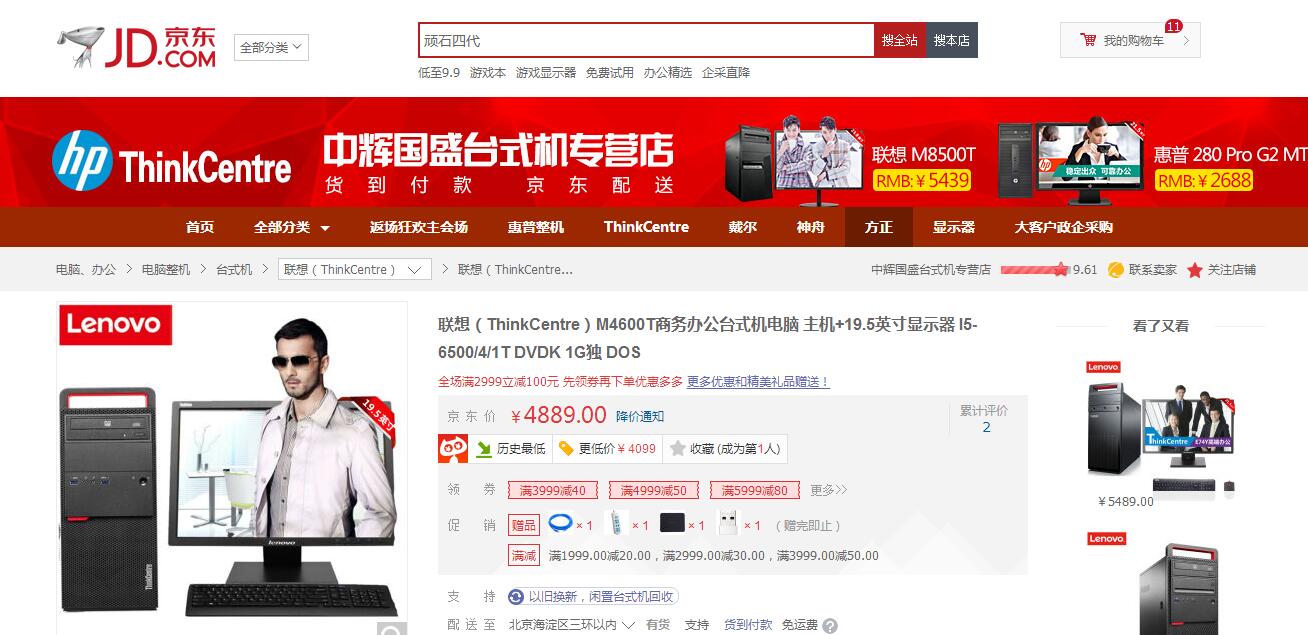 JD.COM 京东
全部分类
顽石四代
搜全站 搜本店
11
我的购物车
低至9.9 游戏本 游戏显示器 免费试用 办公精选 企采直降
hp ThinkCentre
中辉国盛台式机专营店
货到付款 京东配送
联想 M8500T
RMB:￥5439
惠普 280 Pro G2 MT
RMB:￥2688
稳定出众 可靠办公
首页 全部分类 返场狂欢主会场 惠普整机 ThinkCentre 戴尔 神舟 方正 显示器 大客户政企采购
电脑、办公 > 电脑整机 > 台式机 > 联想（ThinkCentre） > 联想（ThinkCentre...
中辉国盛台式机专营店 9.61 联系卖家 关注店铺
Lenovo
19.5英寸
lenovo
ThinkCentre
联想（ThinkCentre）M4600T商务办公台式机电脑 主机+19.5英寸显示器 I5-
6500/4/1T DVDK 1G独 DOS
全场满2999立减100元 先领券再下单优惠多多 更多优惠和精美礼品赠送！
京东价 ￥4889.00 降价通知
累计评价
2
历史最低 更低价￥4099 收藏 (成为第1人)
领券 满3999减40 满4999减50 满5999减80 更多>>
促销 赠品 × 1 × 1 × 1 × 1 （赠完即止）
满减 满1999.00减20.00，满2999.00减30.00，满3999.00减50.00
支持 以旧换新，闲置台式机回收
配送至 北京海淀区三环以内 有货 支持 货到付款 免运费
看了又看
Lenovo
ThinkCentre E74Y高端办公
￥5489.00
Lenovo